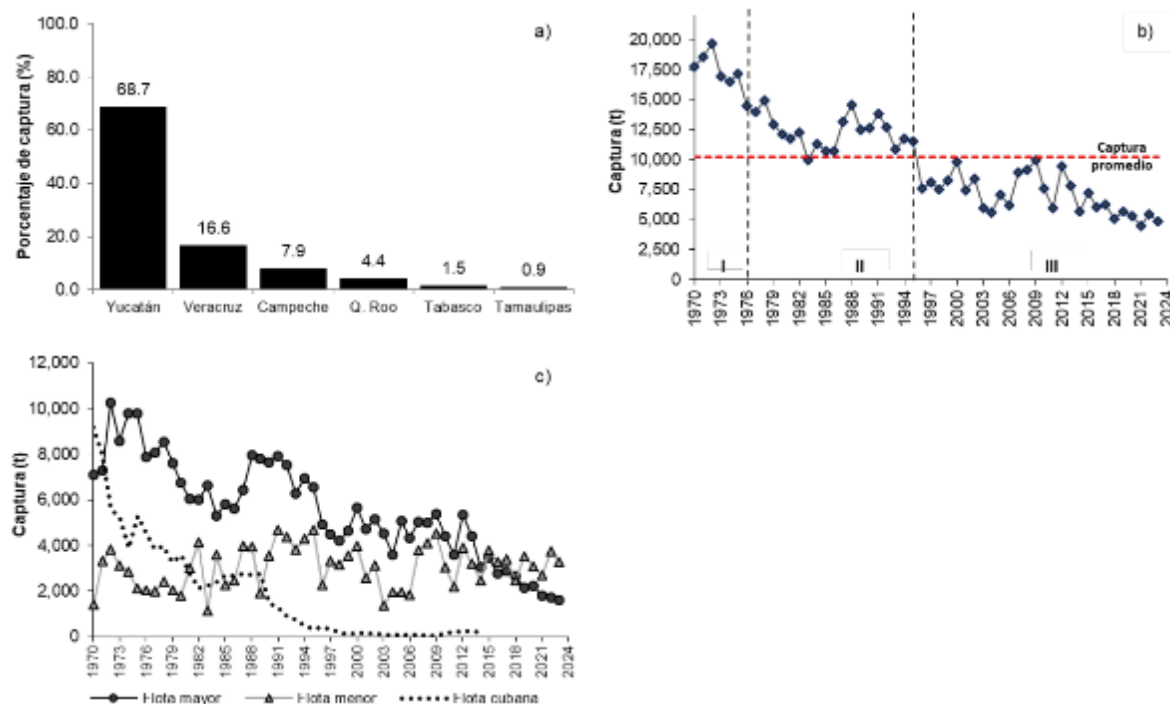 a)
Porcentaje de captura (%)
100.0
80.0
60.0
40.0
20.0
0.0
68.7
16.6
7.9
4.4
1.5
0.9
Yucatán Veracruz Campeche Q. Roo Tabasco Tamaulipas
b)
Captura (t)
20,000
17,500
15,000
12,500
10,000
7,500
5,000
2,500
0
Captura
promedio
I II III
1970 1973 1976 1979 1982 1985 1988 1991 1994 1997 2000 2003 2006 2009 2012 2015 2018 2021 2024
c)
Captura (t)
12,000
10,000
8,000
6,000
4,000
2,000
0
1970 1973 1976 1979 1982 1985 1988 1991 1994 1997 2000 2003 2006 2009 2012 2015 2018 2021 2024
Flota mayor Flota menor Flota cubana